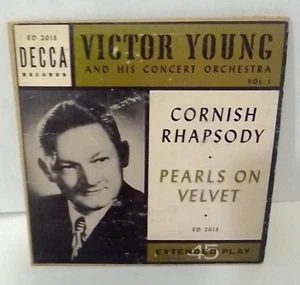 ED 2013
DECCA
RECORDS
VICTOR YOUNG
AND HIS CONCERT ORCHESTRA
VOL. 1
CORNISH
RHAPSODY
•
PEARLS ON
VELVET
ED 2013
EXTENDED 45 PLAY